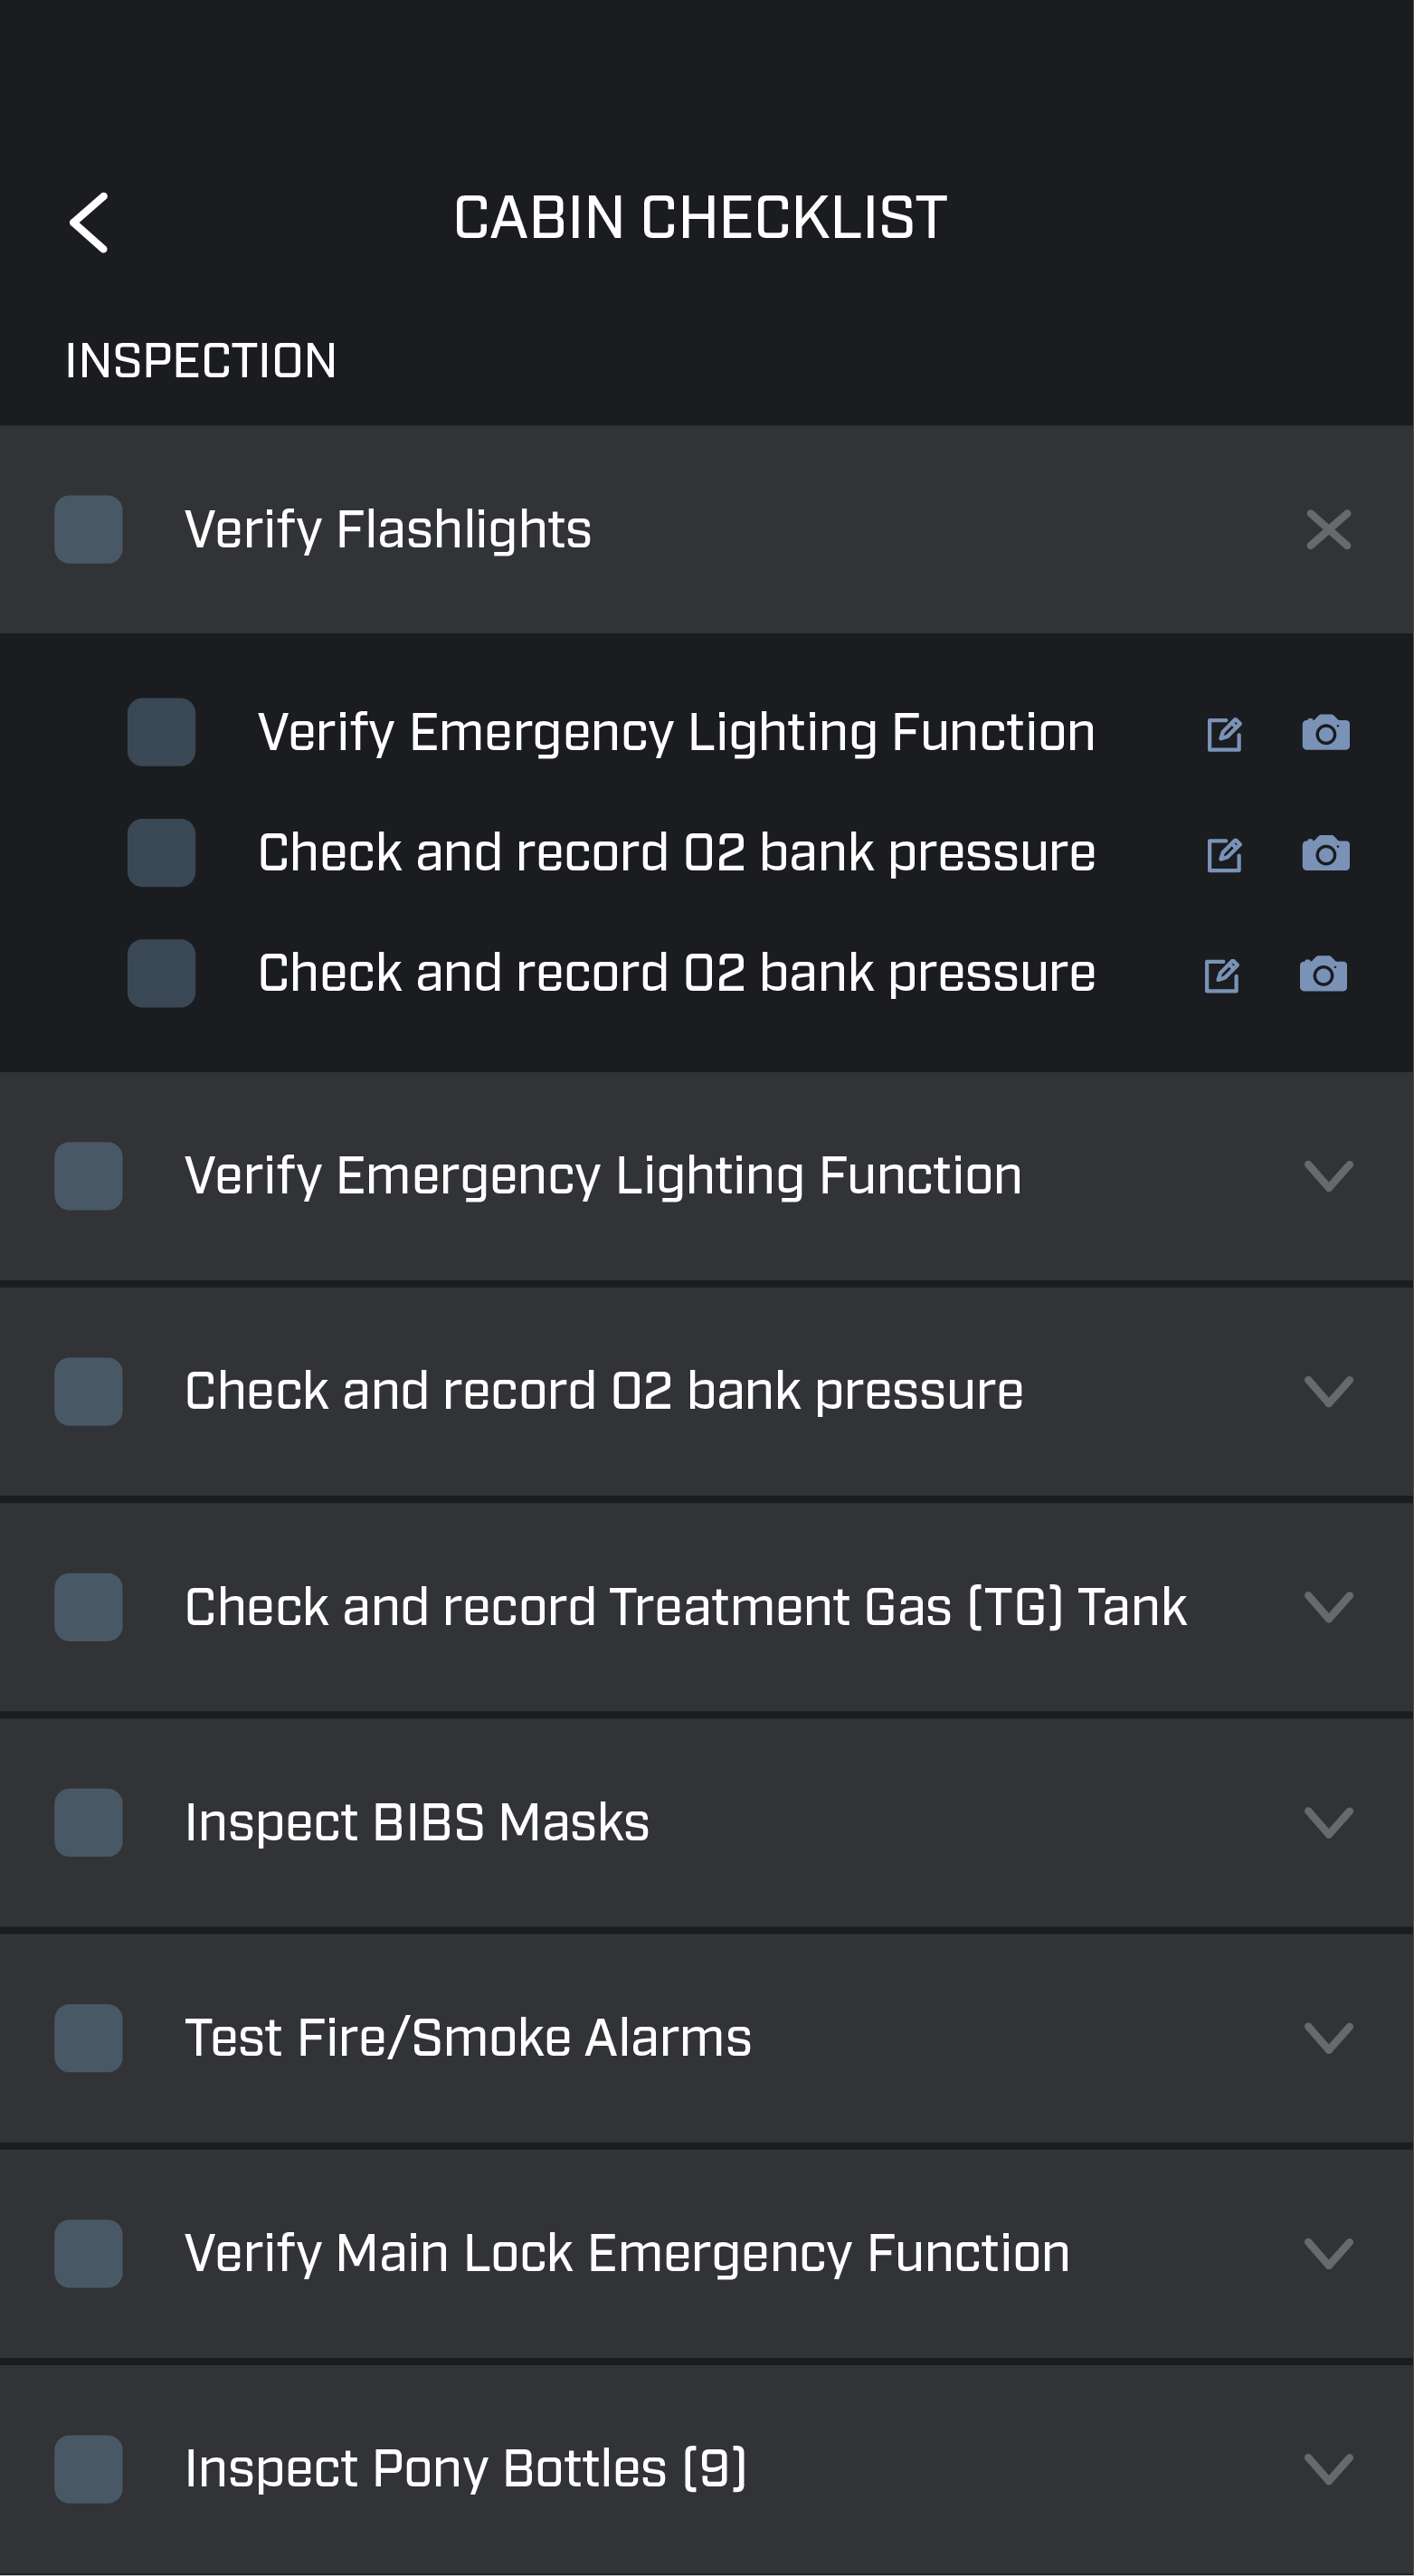 CABIN CHECKLIST
INSPECTION
Verify Flashlights
Verify Emergency Lighting Function
Check and record O2 bank pressure
Check and record O2 bank pressure
Verify Emergency Lighting Function
Check and record O2 bank pressure
Check and record Treatment Gas (TG) Tank
Inspect BIBS Masks
Test Fire/Smoke Alarms
Verify Main Lock Emergency Function
Inspect Pony Bottles (9)